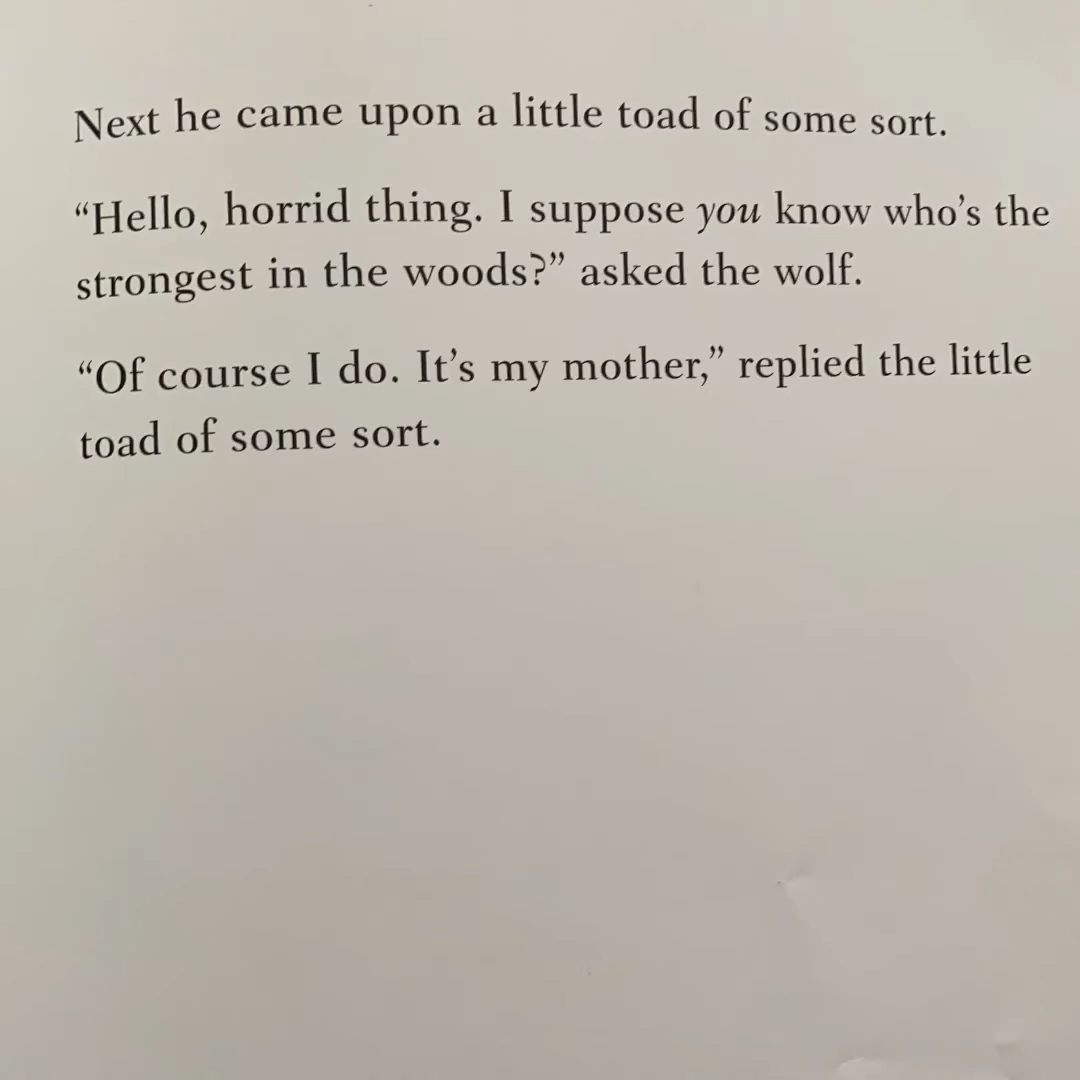 Next he came upon a little toad of some sort.
“Hello, horrid thing. I suppose you know who’s the
strongest in the woods?” asked the wolf.
“Of course I do. It’s my mother,” replied the little
toad of some sort.